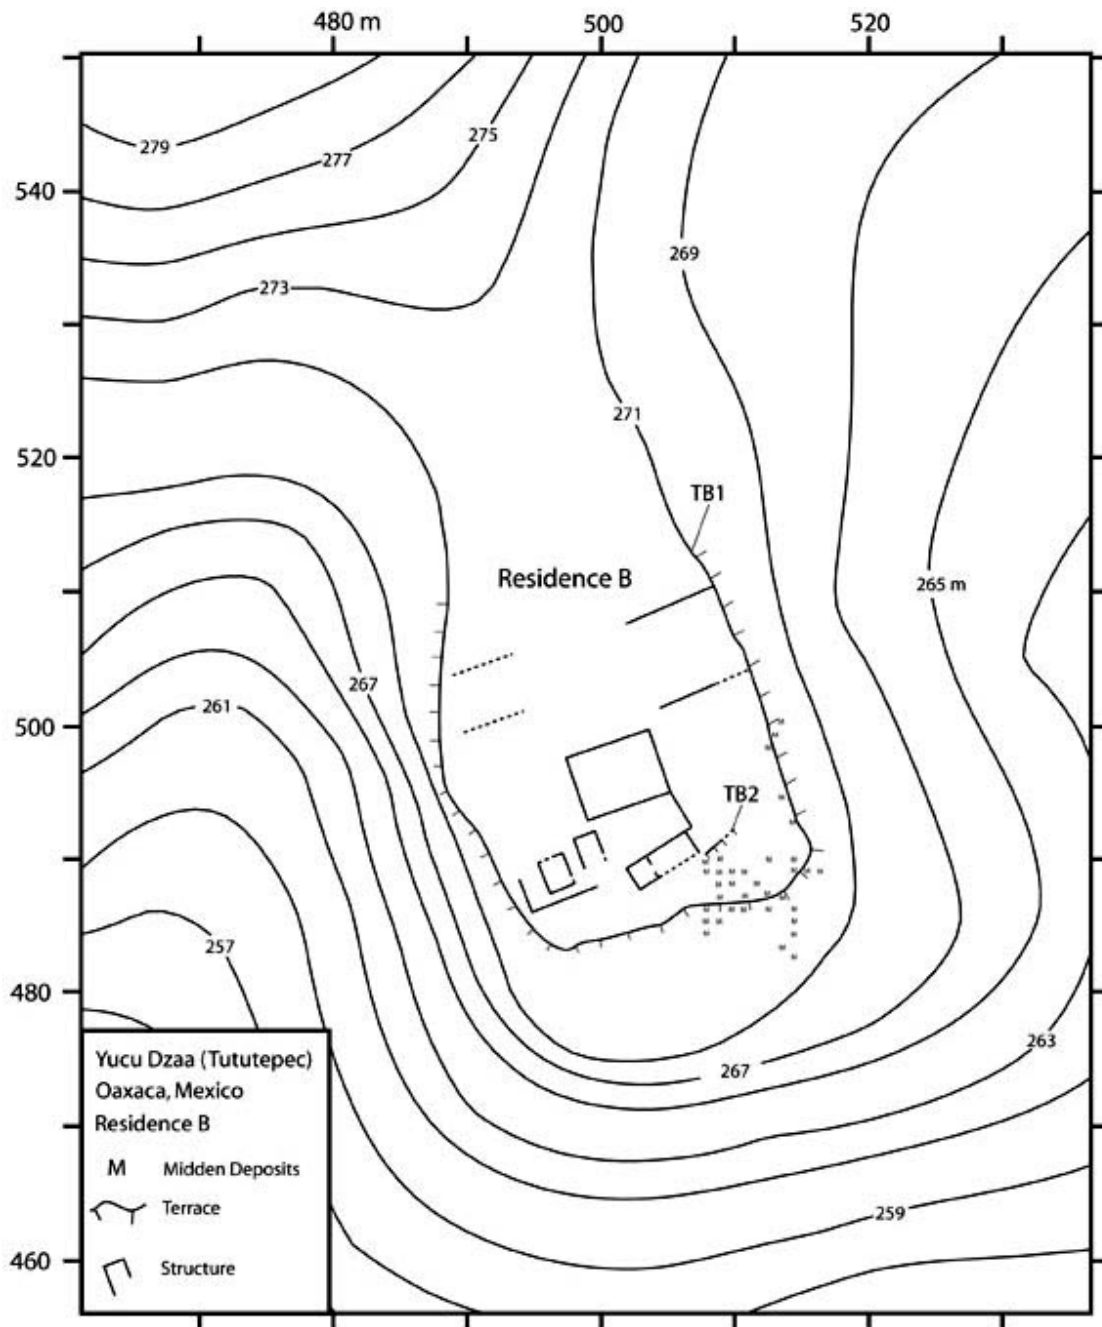 480 m 500 520
279
277
275
540
269
273
271
520
TB1
Residence B
265 m
267
500
261
TB2
257
480
263
267
Yucu Dzaa (Tututepec)
Oaxaca, Mexico
Residence B
M Midden Deposits
Terrace
Structure
259
460